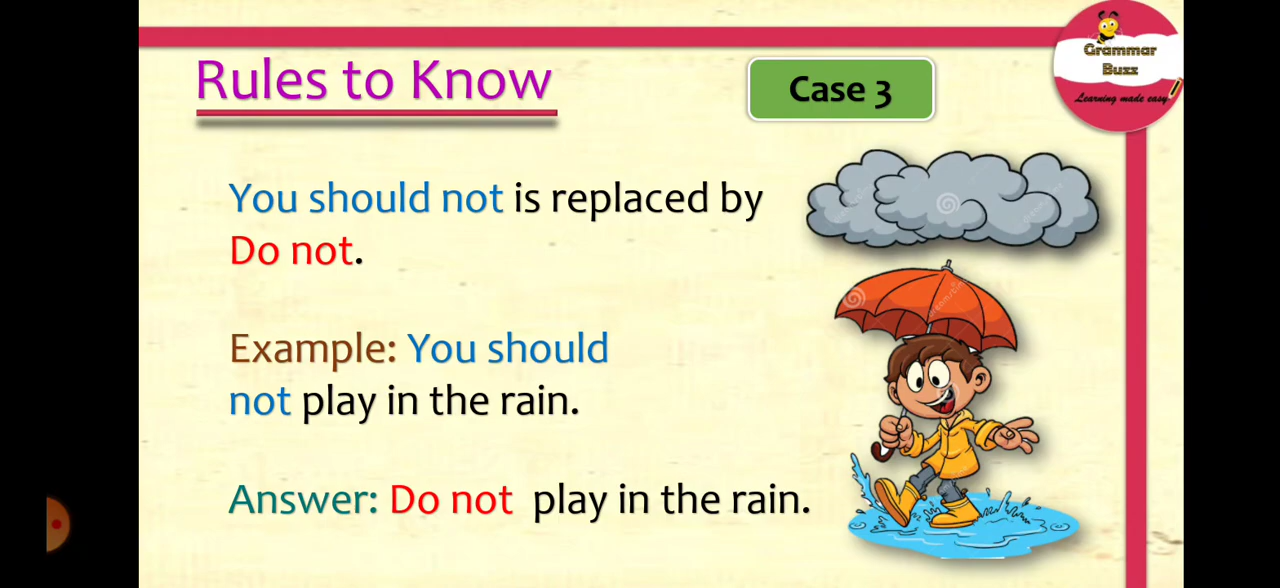 Rules to Know
Case 3
Grammar
Buzz
Learning made easy
You should not is replaced by
Do not.
Example: You should
not play in the rain.
Answer: Do not play in the rain.